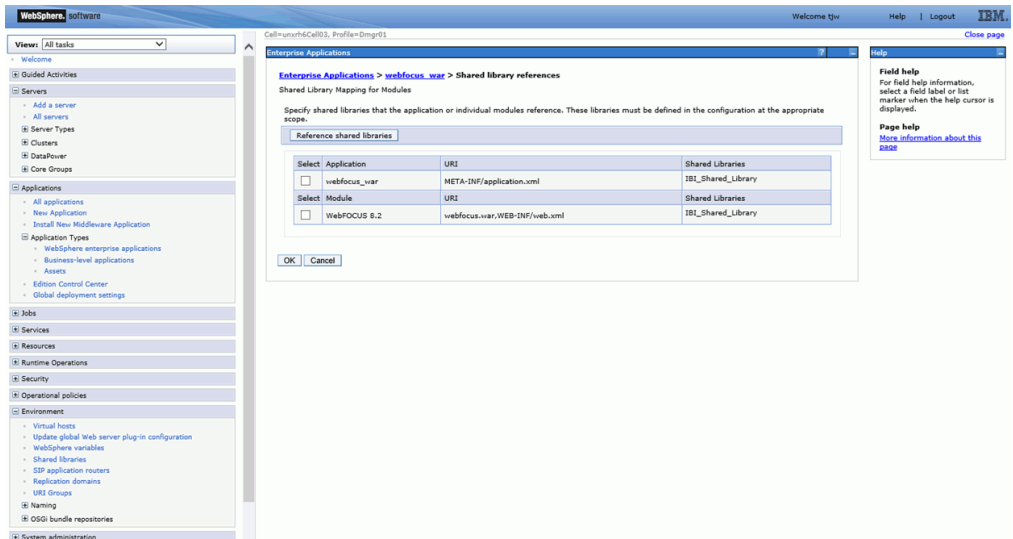 WebSphere. software
Welcome tjw
Help | Logout
IBM.
View: All tasks
Welcome
Guided Activities
Servers
Add a server
All servers
Server Types
Clusters
DataPower
Core Groups
Applications
All applications
New Application
Install New Middleware Application
Application Types
WebSphere enterprise applications
Business-level applications
Assets
Edition Control Center
Global deployment settings
Jobs
Services
Resources
Runtime Operations
Security
Operational policies
Environment
Virtual hosts
Update global Web server plug-in configuration
WebSphere variables
Shared libraries
SIP application routers
Replication domains
URI Groups
Naming
OSGi bundle repositories
System administration
Cell=unxrh6Cell03, Profile=Dmgr01
Close page
Enterprise Applications
?
Enterprise Applications > webfocus_war > Shared library references
Shared Library Mapping for Modules
Specify shared libraries that the application or individual modules reference. These libraries must be defined in the configuration at the appropriate
scope.
Reference shared libraries
Select Application URI Shared Libraries
webfocus_war META-INF/application.xml IBI_Shared_Library
Select Module URI Shared Libraries
WebFOCUS 8.2 webfocus.war,WEB-INF/web.xml IBI_Shared_Library
OK Cancel
Help
Field help
For field help information,
select a field label or list
marker when the help cursor is
displayed.
Page help
More information about this
page